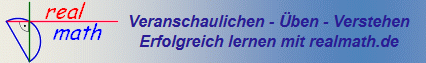 real
math
Veranschaulichen - Üben - Verstehen
Erfolgreich lernen mit realmath.de